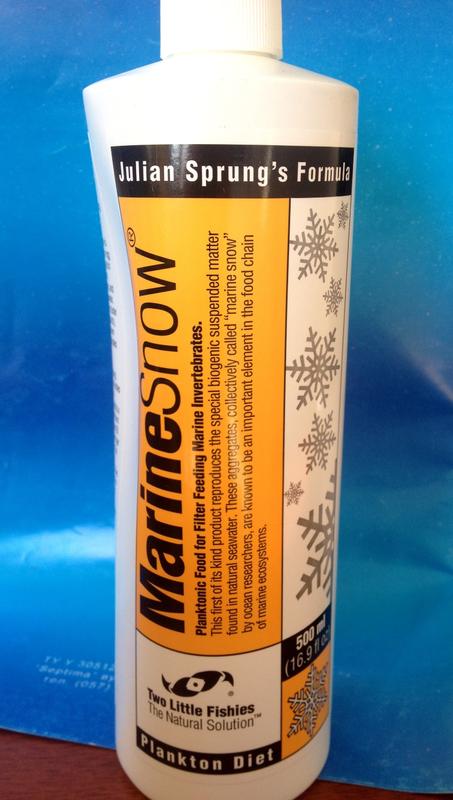 Julian Sprung's Formula
MarineSnow®
Planktonic Food for Filter Feeding Marine Invertebrates.
This first of its kind product reproduces the special biogenic suspended matter
found in natural seawater. These aggregates, collectively called "marine snow"
by ocean researchers, are known to be an important element in the food chain
of marine ecosystems.
500 ml
(16.9 fl oz)
®
Two Little Fishies
The Natural Solution™
Plankton Diet